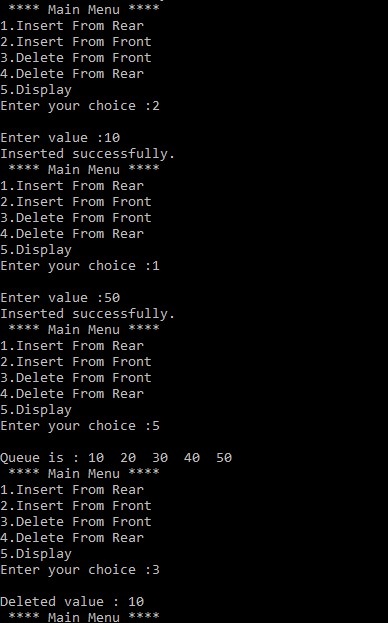 **** Main Menu ****
1.Insert From Rear
2.Insert From Front
3.Delete From Front
4.Delete From Rear
5.Display
Enter your choice :2
Enter value :10
Inserted successfully.
**** Main Menu ****
1.Insert From Rear
2.Insert From Front
3.Delete From Front
4.Delete From Rear
5.Display
Enter your choice :1
Enter value :50
Inserted successfully.
**** Main Menu ****
1.Insert From Rear
2.Insert From Front
3.Delete From Front
4.Delete From Rear
5.Display
Enter your choice :5
Queue is : 10  20  30  40  50
**** Main Menu ****
1.Insert From Rear
2.Insert From Front
3.Delete From Front
4.Delete From Rear
5.Display
Enter your choice :3
Deleted value : 10
**** Main Menu ****